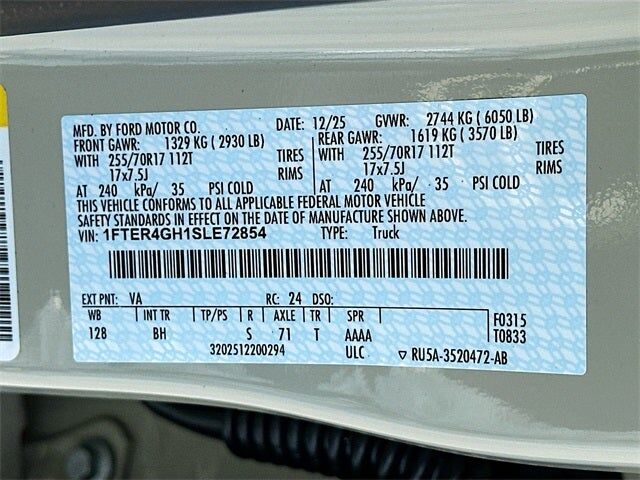 MFD. BY FORD MOTOR CO. DATE: 12/25 GVWR: 2744 KG ( 6050 LB)
FRONT GAWR: 1329 KG ( 2930 LB) REAR GAWR: 1619 KG ( 3570 LB)
WITH 255/70R17 112T TIRES WITH 255/70R17 112T TIRES
17x7.5J RIMS 17x7.5J RIMS
AT 240 kPa/ 35 PSI COLD AT 240 kPa/ 35 PSI COLD
THIS VEHICLE CONFORMS TO ALL APPLICABLE FEDERAL MOTOR VEHICLE
SAFETY STANDARDS IN EFFECT ON THE DATE OF MANUFACTURE SHOWN ABOVE.
VIN: 1FTER4GH1SLE72854 TYPE: Truck
EXT PNT: VA RC: 24 DSO:
WB INT TR TP/PS R AXLE TR SPR F0315
128 BH S 71 T AAAA T0833
3202512200294 ULC ▽ RU5A-3520472-AB